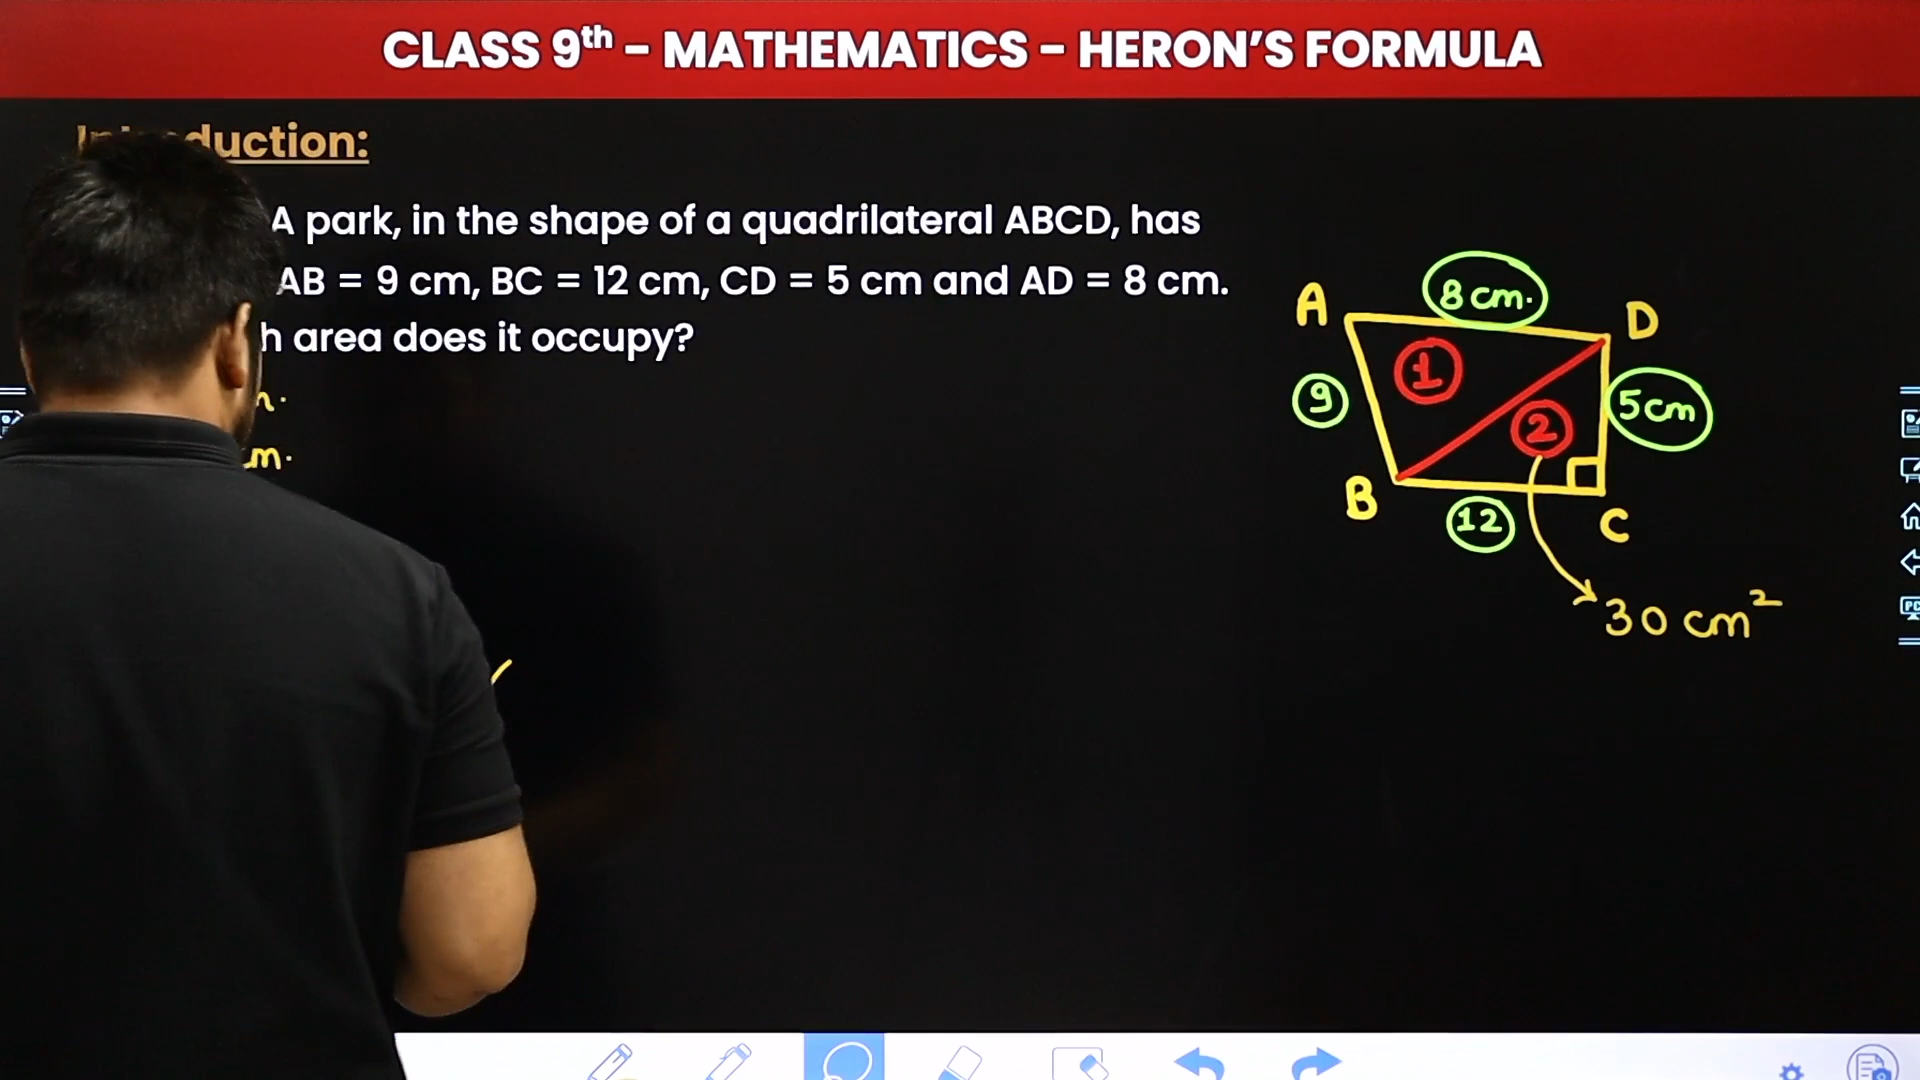 CLASS 9th – MATHEMATICS – HERON'S FORMULA
duction:
A park, in the shape of a quadrilateral ABCD, has
AB = 9 cm, BC = 12 cm, CD = 5 cm and AD = 8 cm.
h area does it occupy?
m.
A
8 cm.
D
1
9
5cm
2
B
12
C
30 cm²